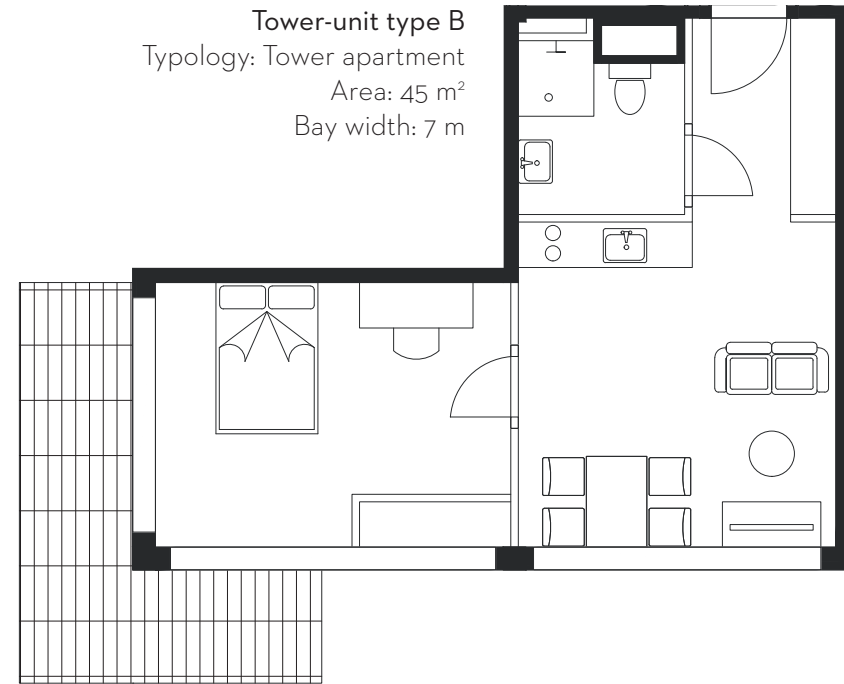 Tower-unit type B
Typology: Tower apartment
Area: 45 m²
Bay width: 7 m